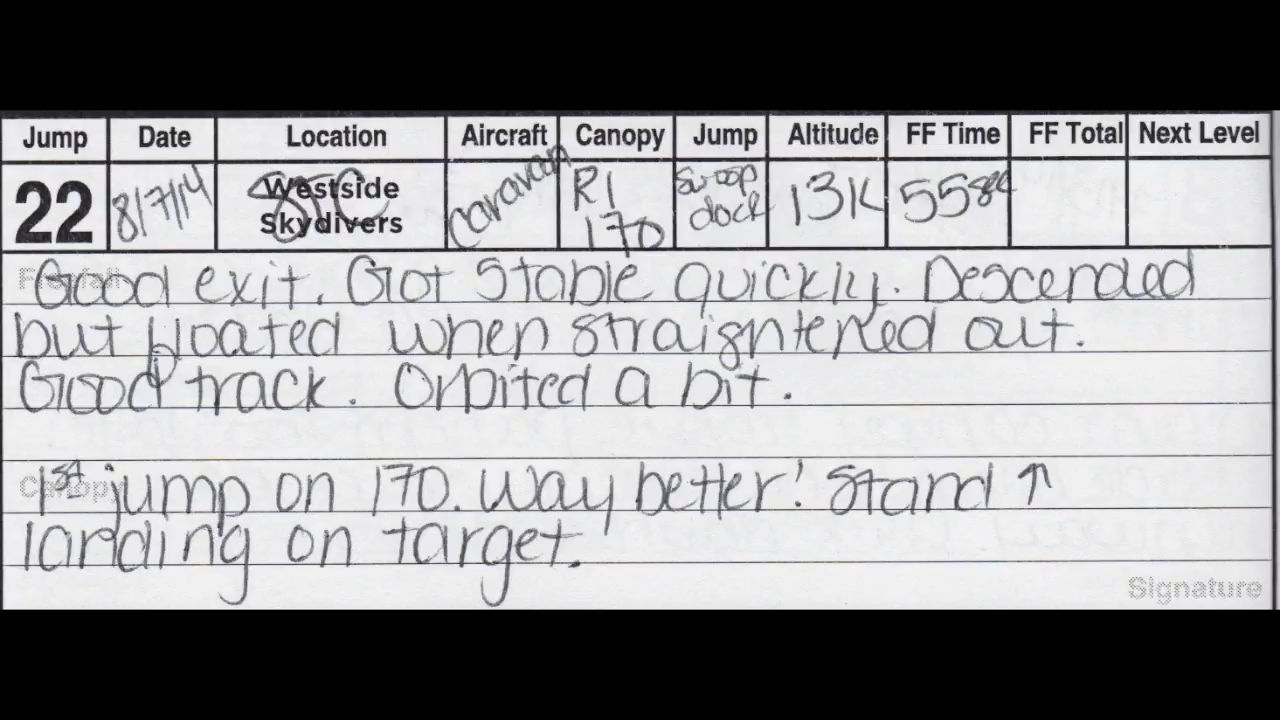 Jump Date Location Aircraft Canopy Jump Altitude FF Time FF Total Next Level
22 8/7/14 Westside Skydivers Caravan R1 170 swoop dock 13K 55sec
Freefall
Good exit. Got stable quickly. Descended
but floated when straightened out.
Good track. Orbited a bit.
Canopy
1st jump on 170. Way better! Stand ↑
landing on target.
Signature